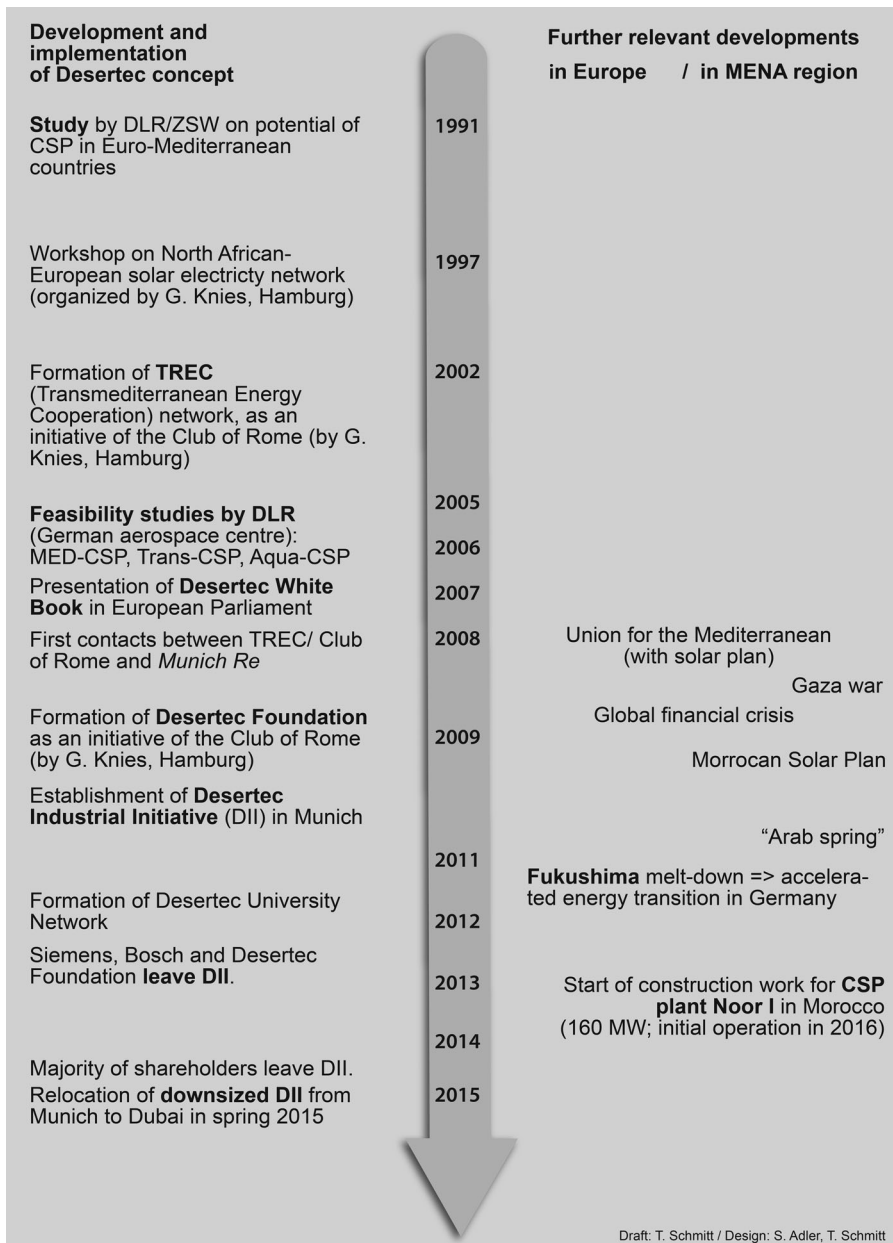 Development and
implementation
of Desertec concept
Further relevant developments
in Europe / in MENA region
Study by DLR/ZSW on potential of
CSP in Euro-Mediterranean
countries
1991
Workshop on North African-
European solar electricty network
(organized by G. Knies, Hamburg)
1997
Formation of TREC
(Transmediterranean Energy
Cooperation) network, as an
initiative of the Club of Rome (by G.
Knies, Hamburg)
2002
2005
Feasibility studies by DLR
(German aerospace centre):
MED-CSP, Trans-CSP, Aqua-CSP
2006
Presentation of Desertec White
Book in European Parliament
2007
First contacts between TREC/ Club
of Rome and Munich Re
2008
Union for the Mediterranean
(with solar plan)
Gaza war
Global financial crisis
Formation of Desertec Foundation
as an initiative of the Club of Rome
(by G. Knies, Hamburg)
2009
Morrocan Solar Plan
Establishment of Desertec
Industrial Initiative (DII) in Munich
“Arab spring”
2011
Fukushima melt-down => accelera-
ted energy transition in Germany
Formation of Desertec University
Network
2012
Siemens, Bosch and Desertec
Foundation leave DII.
2013
Start of construction work for CSP
plant Noor I in Morocco
(160 MW; initial operation in 2016)
2014
Majority of shareholders leave DII.
Relocation of downsized DII from
Munich to Dubai in spring 2015
2015
Draft: T. Schmitt / Design: S. Adler, T. Schmitt